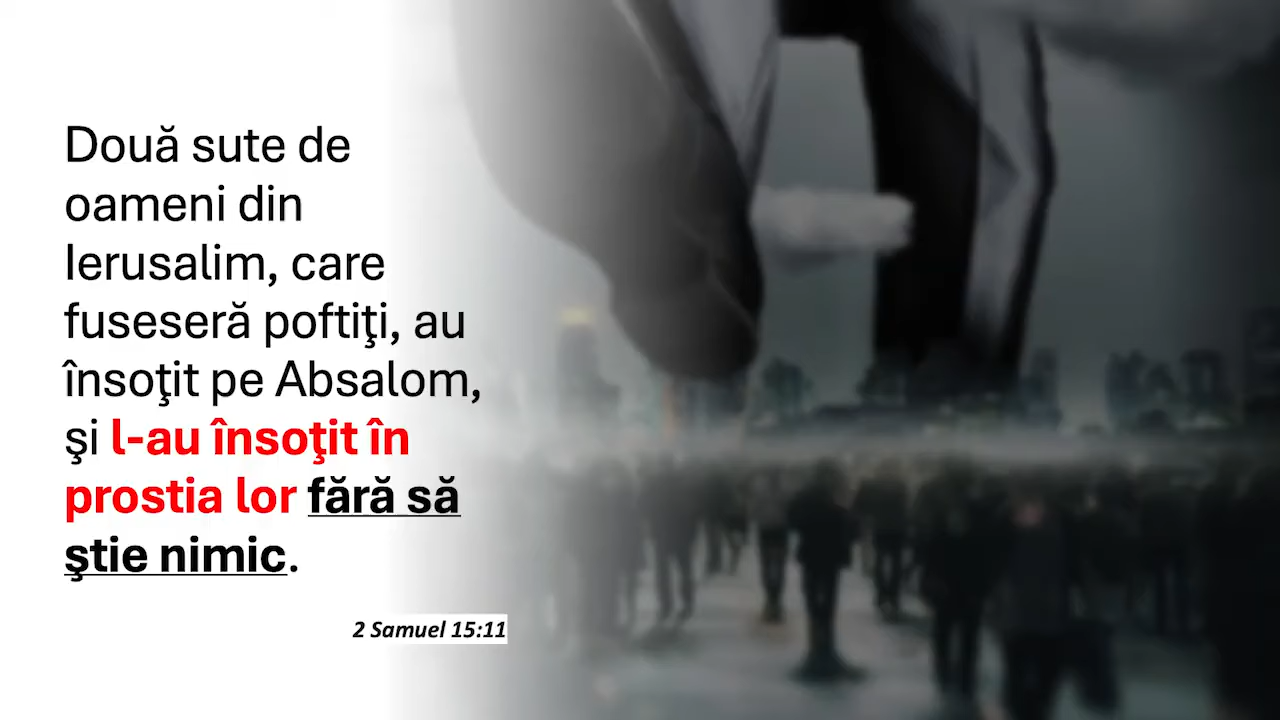 Două sute de
oameni din
Ierusalim, care
fuseseră poftiţi, au
însoţit pe Absalom,
şi l-au însoţit în
prostia lor fără să
ştie nimic.
2 Samuel 15:11